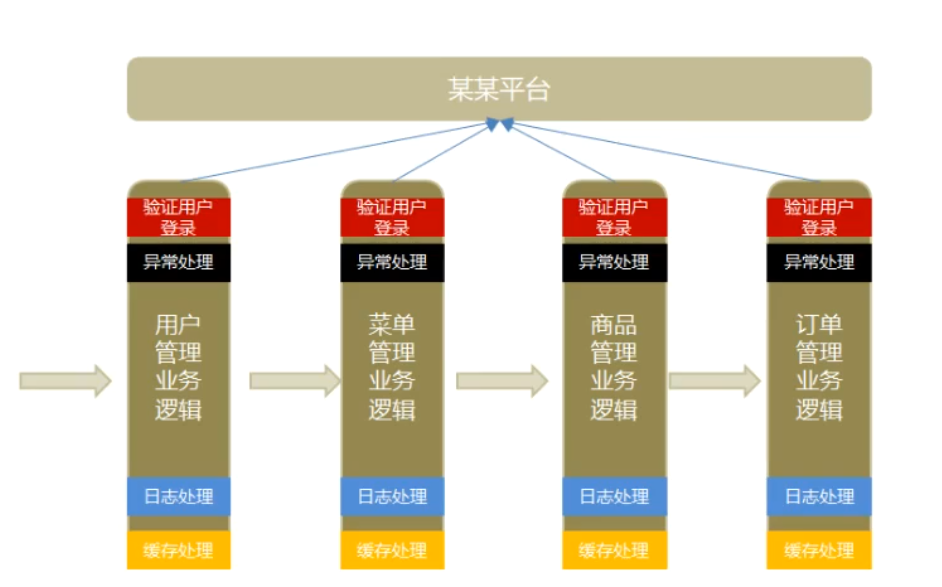 某某平台
验证用户
登录
异常处理
用户
管理
业务
逻辑
日志处理
缓存处理
验证用户
登录
异常处理
菜单
管理
业务
逻辑
日志处理
缓存处理
验证用户
登录
异常处理
商品
管理
业务
逻辑
日志处理
缓存处理
验证用户
登录
异常处理
订单
管理
业务
逻辑
日志处理
缓存处理